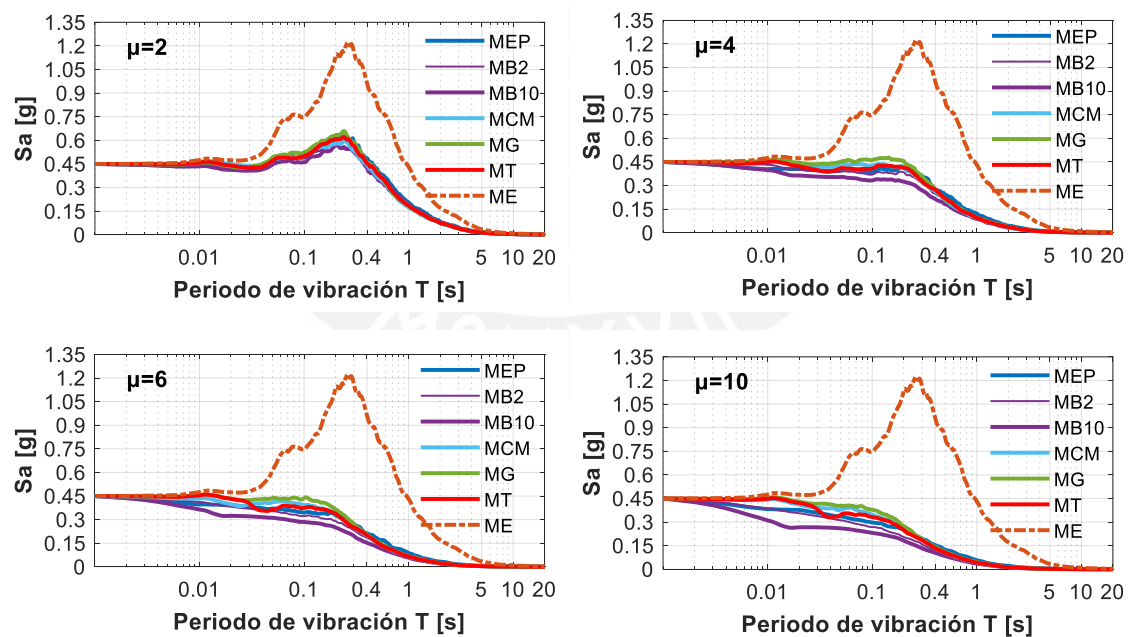 1.35
1.2
1.05
0.9
0.75
0.6
0.45
0.3
0.15
0
Sa [g]
μ=2
MEP
MB2
MB10
MCM
MG
MT
ME
0.01 0.1 0.4 1 5 10 20
Periodo de vibración T [s]
1.35
1.2
1.05
0.9
0.75
0.6
0.45
0.3
0.15
0
Sa [g]
μ=4
MEP
MB2
MB10
MCM
MG
MT
ME
0.01 0.1 0.4 1 5 10 20
Periodo de vibración T [s]
1.35
1.2
1.05
0.9
0.75
0.6
0.45
0.3
0.15
0
Sa [g]
μ=6
MEP
MB2
MB10
MCM
MG
MT
ME
0.01 0.1 0.4 1 5 10 20
Periodo de vibración T [s]
1.35
1.2
1.05
0.9
0.75
0.6
0.45
0.3
0.15
0
Sa [g]
μ=10
MEP
MB2
MB10
MCM
MG
MT
ME
0.01 0.1 0.4 1 5 10 20
Periodo de vibración T [s]